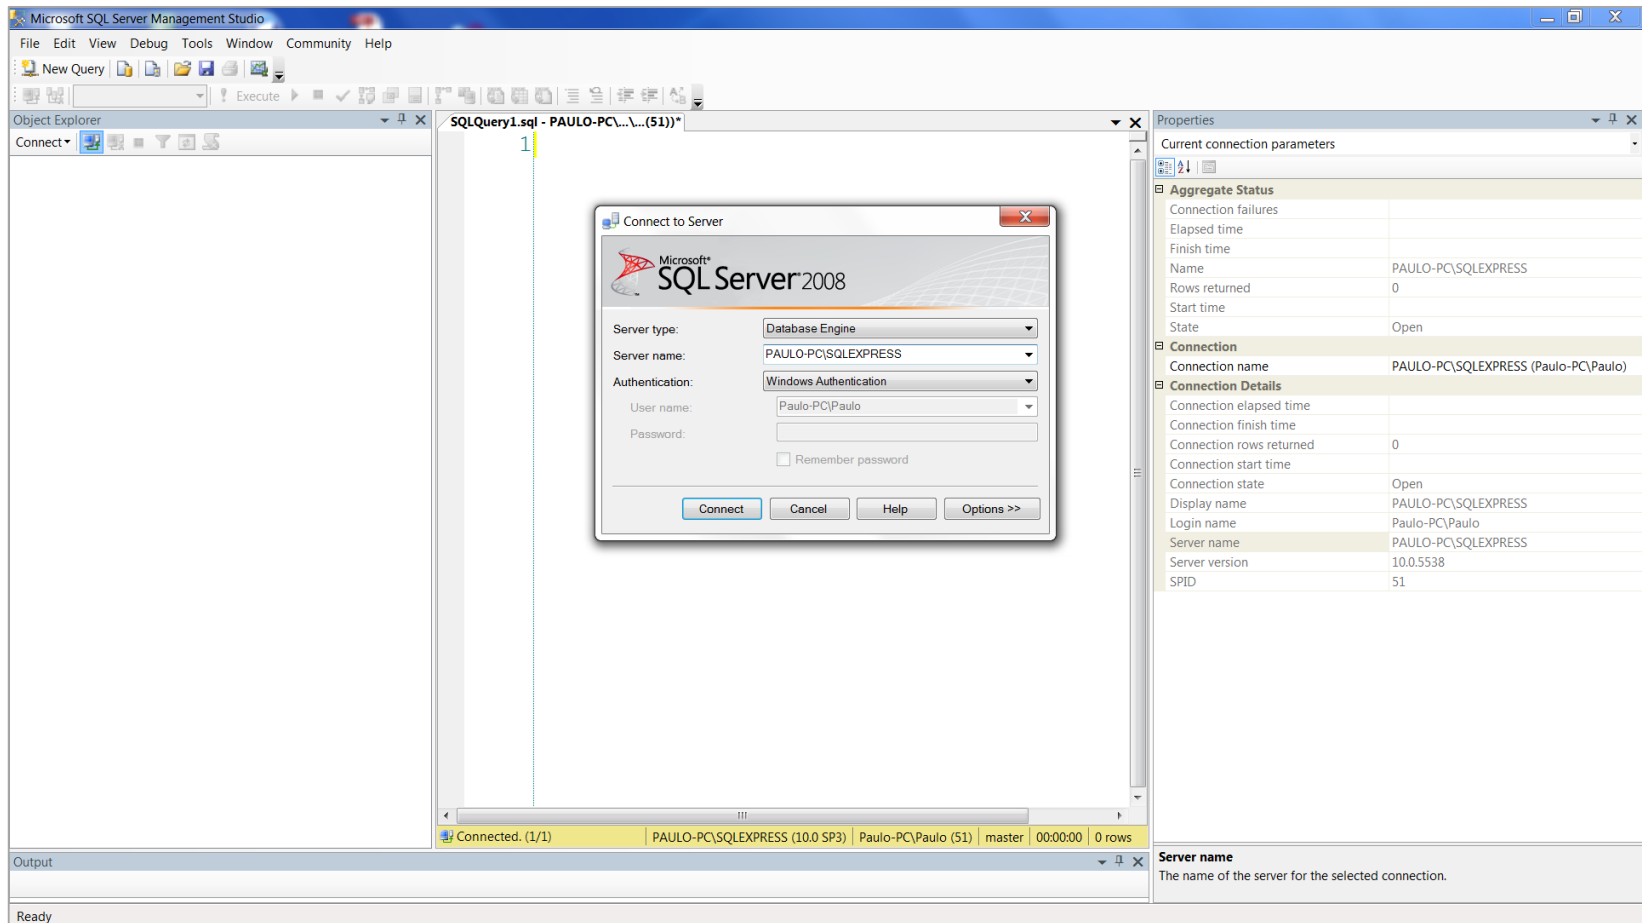 Microsoft SQL Server Management Studio
File Edit View Debug Tools Window Community Help
New Query
Execute
Object Explorer
Connect
SQLQuery1.sql - PAULO-PC\...\...(51))*
1
Connect to Server
Microsoft®
SQL Server® 2008
Server type: Database Engine
Server name: PAULO-PC\SQLEXPRESS
Authentication: Windows Authentication
User name: Paulo-PC\Paulo
Password:
Remember password
Connect Cancel Help Options >>
Properties
Current connection parameters
Aggregate Status
Connection failures
Elapsed time
Finish time
Name PAULO-PC\SQLEXPRESS
Rows returned 0
Start time
State Open
Connection
Connection name PAULO-PC\SQLEXPRESS (Paulo-PC\Paulo)
Connection Details
Connection elapsed time
Connection finish time
Connection rows returned 0
Connection start time
Connection state Open
Display name PAULO-PC\SQLEXPRESS
Login name Paulo-PC\Paulo
Server name PAULO-PC\SQLEXPRESS
Server version 10.0.5538
SPID 51
Server name
The name of the server for the selected connection.
Connected. (1/1) PAULO-PC\SQLEXPRESS (10.0 SP3) Paulo-PC\Paulo (51) master 00:00:00 0 rows
Output
Ready